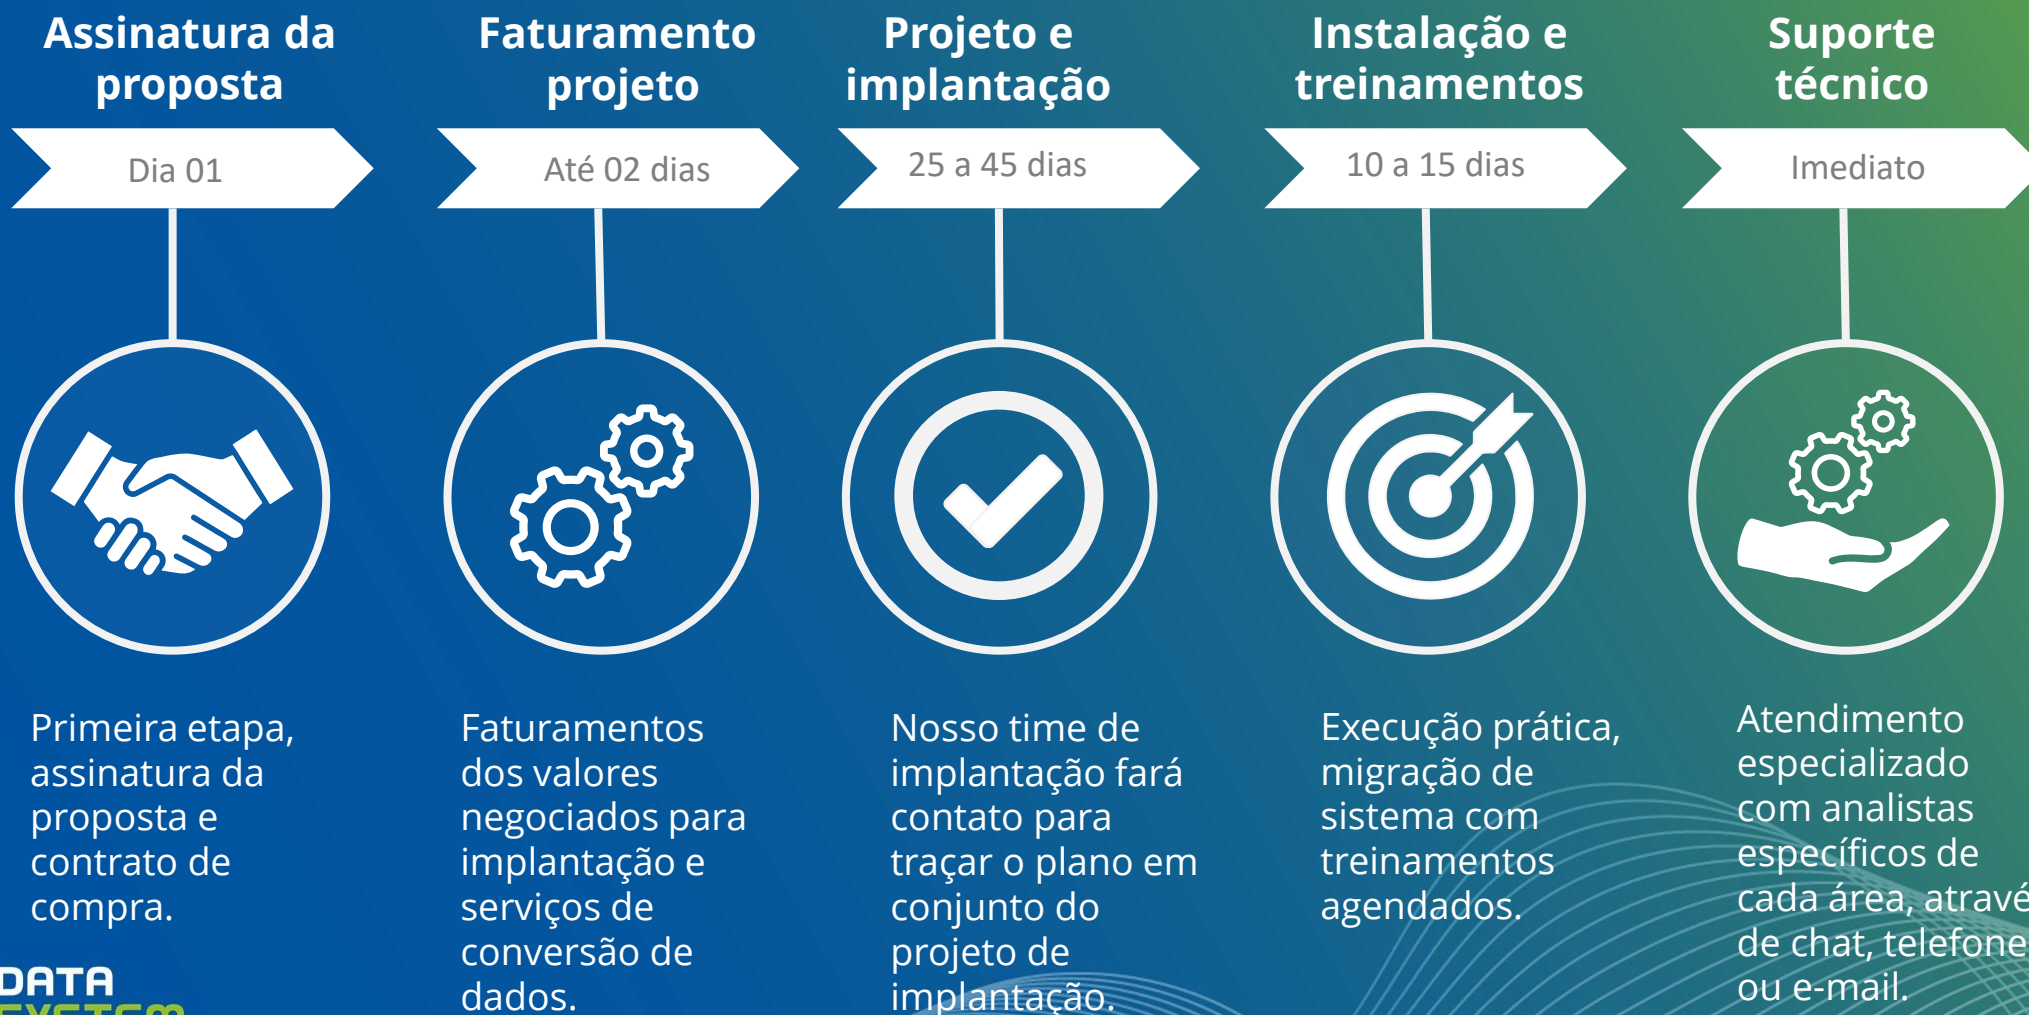 Assinatura da
proposta
Dia 01
Primeira etapa,
assinatura da
proposta e
contrato de
compra.
Faturamento
projeto
Até 02 dias
Faturamentos
dos valores
negociados para
implantação e
serviços de
conversão de
dados.
Projeto e
implantação
25 a 45 dias
Nosso time de
implantação fará
contato para
traçar o plano em
conjunto do
projeto de
implantação.
Instalação e
treinamentos
10 a 15 dias
Execução prática,
migração de
sistema com
treinamentos
agendados.
Suporte
técnico
Imediato
Atendimento
especializado
com analistas
específicos de
cada área, atravé
de chat, telefone
ou e-mail.
DATA
SYSTEM